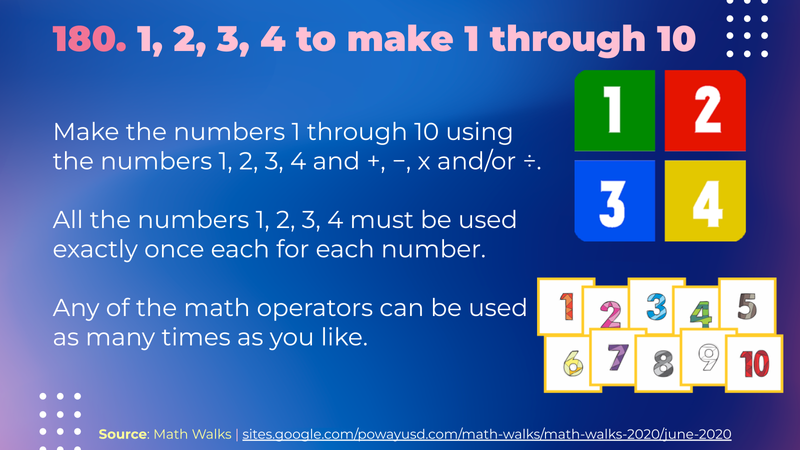 180. 1, 2, 3, 4 to make 1 through 10
1
2
3
4
Make the numbers 1 through 10 using
the numbers 1, 2, 3, 4 and +, −, x and/or ÷.
All the numbers 1, 2, 3, 4 must be used
exactly once each for each number.
Any of the math operators can be used
as many times as you like.
1
2
3
4
5
6
7
8
9
10
Source: Math Walks | sites.google.com/powayusd.com/math-walks/math-walks-2020/june-2020